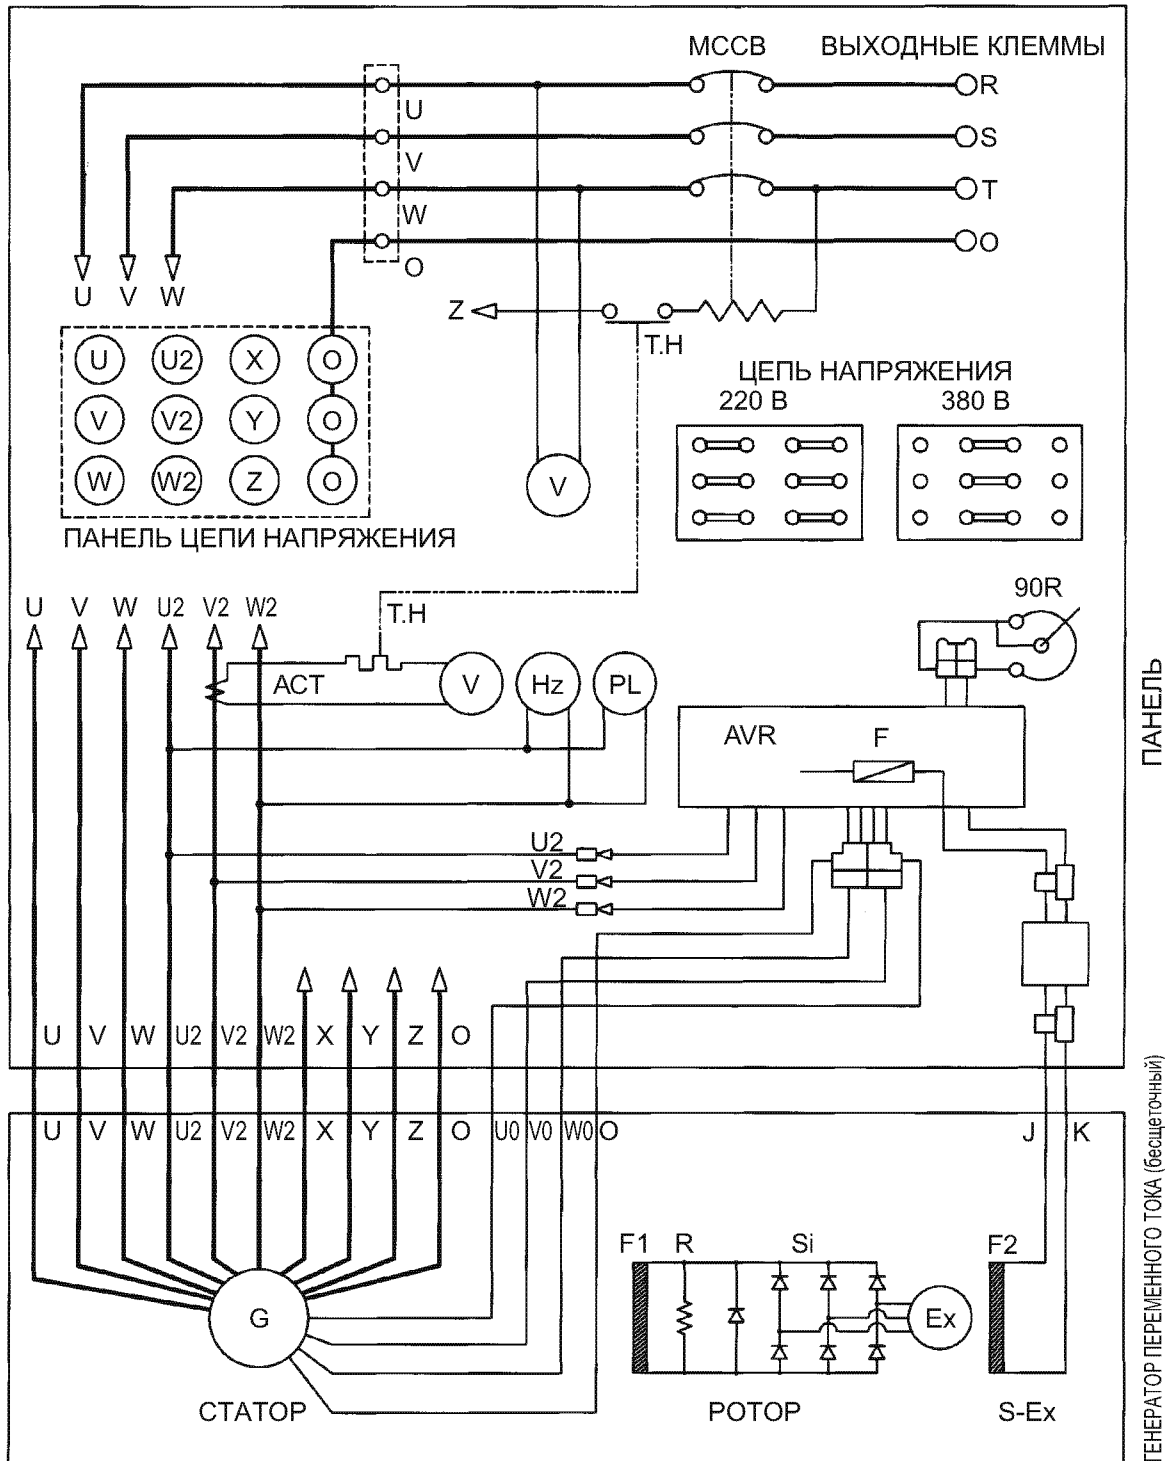 MCCB ВЫХОДНЫЕ КЛЕММЫ
R
U
S
V
T
W
O
O
U V W
Z
T.H
U U2 X O
V V2 Y O
W W2 Z O
ПАНЕЛЬ ЦЕПИ НАПРЯЖЕНИЯ
V
ЦЕПЬ НАПРЯЖЕНИЯ
220 В 380 В
U V W U2 V2 W2
T.H
ACT
V Hz PL
90R
AVR F
U2
V2
W2
ПАНЕЛЬ
U V W U2 V2 W2 X Y Z O
U V W U2 V2 W2 X Y Z O U0 V0 W0 O J K
G
СТАТОР
F1 R Si
Ex
РОТОР
F2
S-Ex
ГЕНЕРАТОР ПЕРЕМЕННОГО ТОКА (бесщеточный)